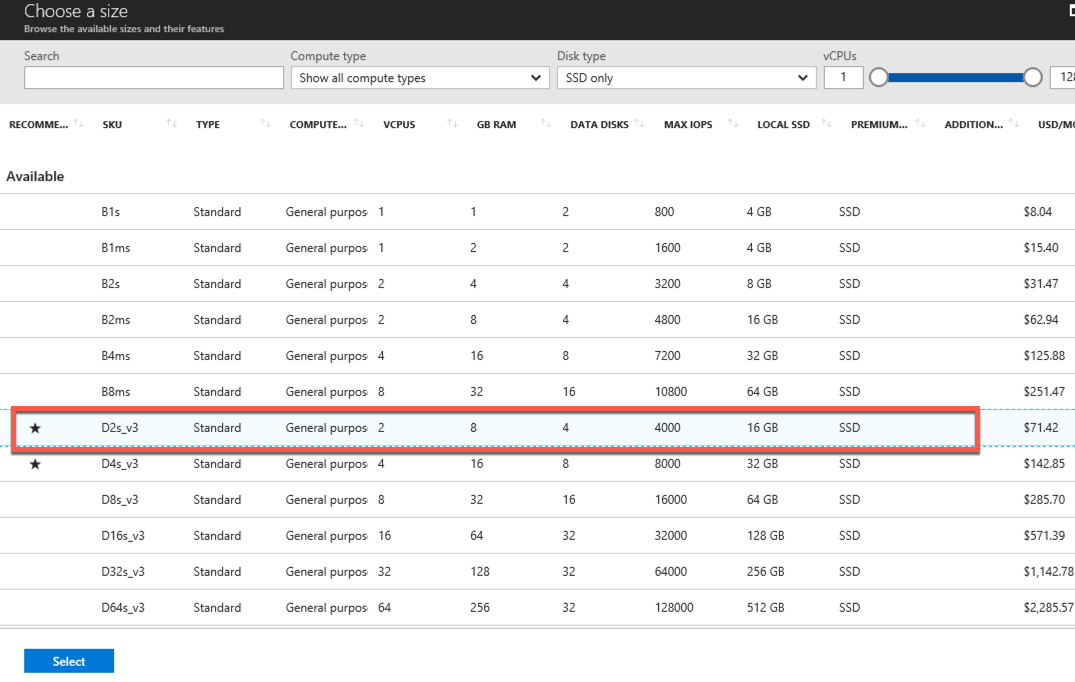 Choose a size
Browse the available sizes and their features
Search Compute type Disk type vCPUs
Show all compute types SSD only 1 128
RECOMME... SKU TYPE COMPUTE... VCPUS GB RAM DATA DISKS MAX IOPS LOCAL SSD PREMIUM... ADDITION... USD/MO
Available
B1s Standard General purpos 1 1 2 800 4 GB SSD $8.04
B1ms Standard General purpos 1 2 2 1600 4 GB SSD $15.40
B2s Standard General purpos 2 4 4 3200 8 GB SSD $31.47
B2ms Standard General purpos 2 8 4 4800 16 GB SSD $62.94
B4ms Standard General purpos 4 16 8 7200 32 GB SSD $125.88
B8ms Standard General purpos 8 32 16 10800 64 GB SSD $251.47
★ D2s_v3 Standard General purpos 2 8 4 4000 16 GB SSD $71.42
★ D4s_v3 Standard General purpos 4 16 8 8000 32 GB SSD $142.85
D8s_v3 Standard General purpos 8 32 16 16000 64 GB SSD $285.70
D16s_v3 Standard General purpos 16 64 32 32000 128 GB SSD $571.39
D32s_v3 Standard General purpos 32 128 32 64000 256 GB SSD $1,142.78
D64s_v3 Standard General purpos 64 256 32 128000 512 GB SSD $2,285.57
Select